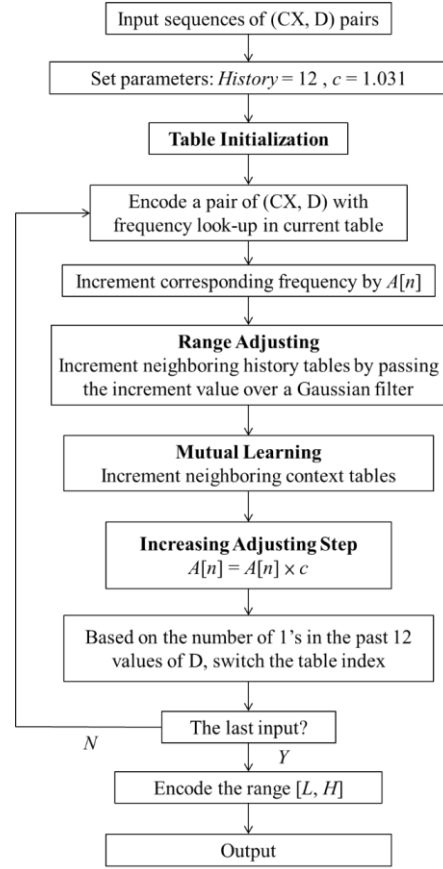 Input sequences of (CX, D) pairs
Set parameters: History = 12 , c = 1.031
Table Initialization
Encode a pair of (CX, D) with
frequency look-up in current table
Increment corresponding frequency by A[n]
Range Adjusting
Increment neighboring history tables by passing
the increment value over a Gaussian filter
Mutual Learning
Increment neighboring context tables
Increasing Adjusting Step
A[n] = A[n] × c
Based on the number of 1's in the past 12
values of D, switch the table index
The last input?
N
Y
Encode the range [L, H]
Output